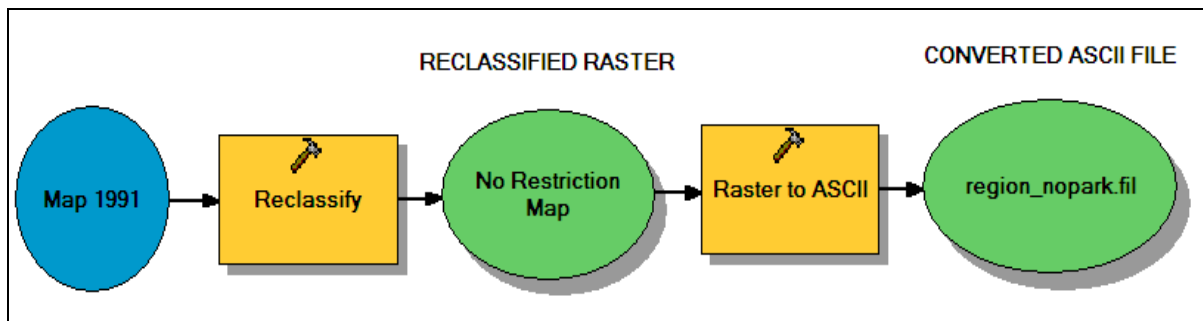 RECLASSIFIED RASTER
CONVERTED ASCII FILE
Map 1991
Reclassify
No Restriction
Map
Raster to ASCII
region_nopark.fil